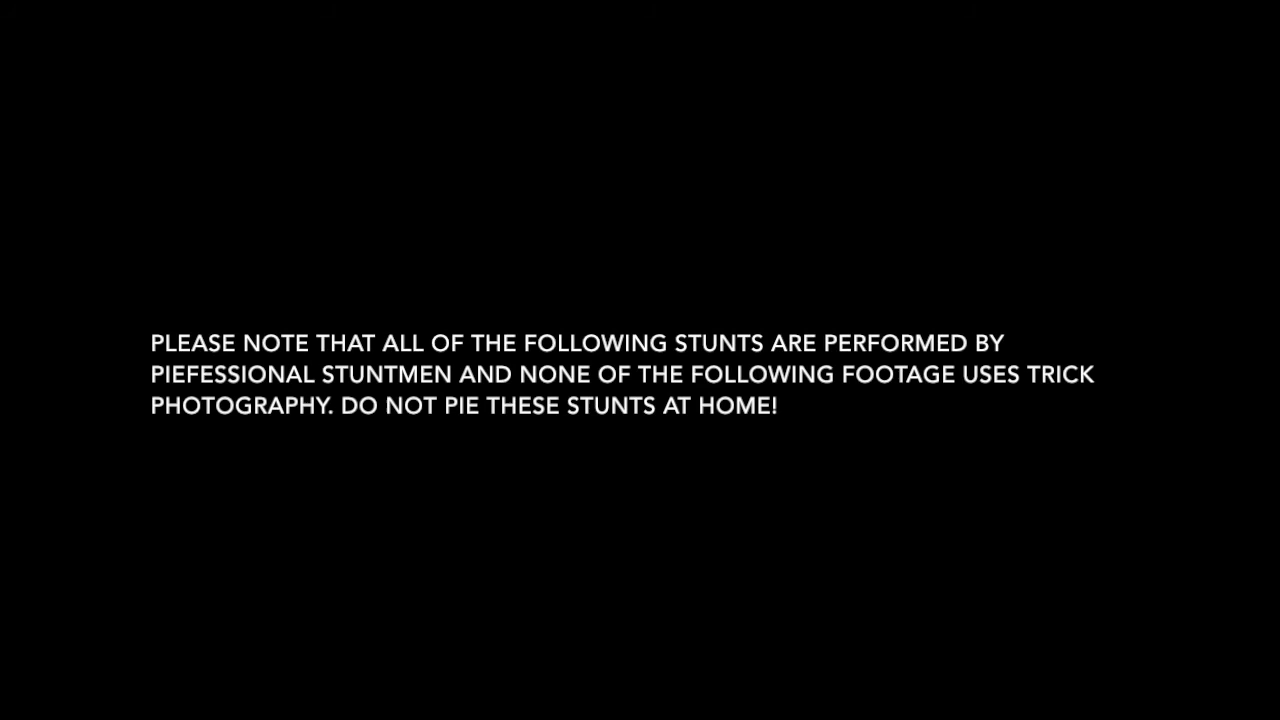 PLEASE NOTE THAT ALL OF THE FOLLOWING STUNTS ARE PERFORMED BY
PIEFESSIONAL STUNTMEN AND NONE OF THE FOLLOWING FOOTAGE USES TRICK
PHOTOGRAPHY. DO NOT PIE THESE STUNTS AT HOME!